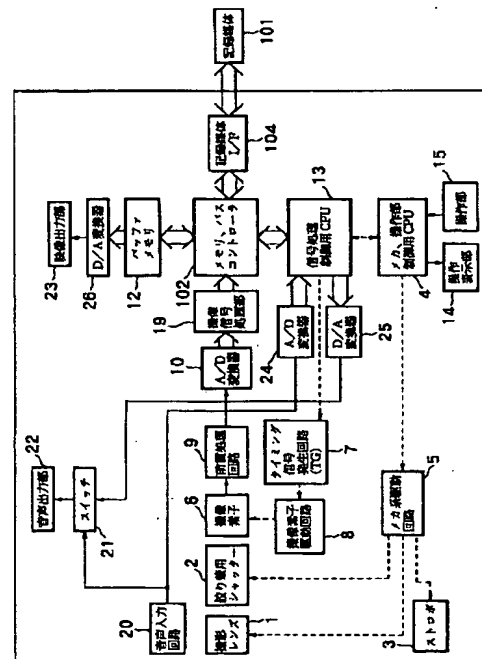 音声入力
回路
20
撮影
レンズ
1
絞り兼用
シャッター
2
ストロボ
3
スイッチ
21
音声出力部
22
撮像
素子
6
撮像素子
駆動回路
8
前置処理
回路
9
タイミング
信号
発生回路
(TG)
7
メカ系駆動
回路
5
A/D変換器
10
撮像
信号
処理部
19
A/D
変換器
24
D/A
変換器
25
映像出力部
23
D/A変換器
26
バッファ
メモリ
12
メモリ、バス
コントローラ
102
信号処理
制御用CPU
13
メカ、操作部
制御用CPU
4
操作
表示部
14
操作部
15
記録媒体
I/F
104
記録媒体
101